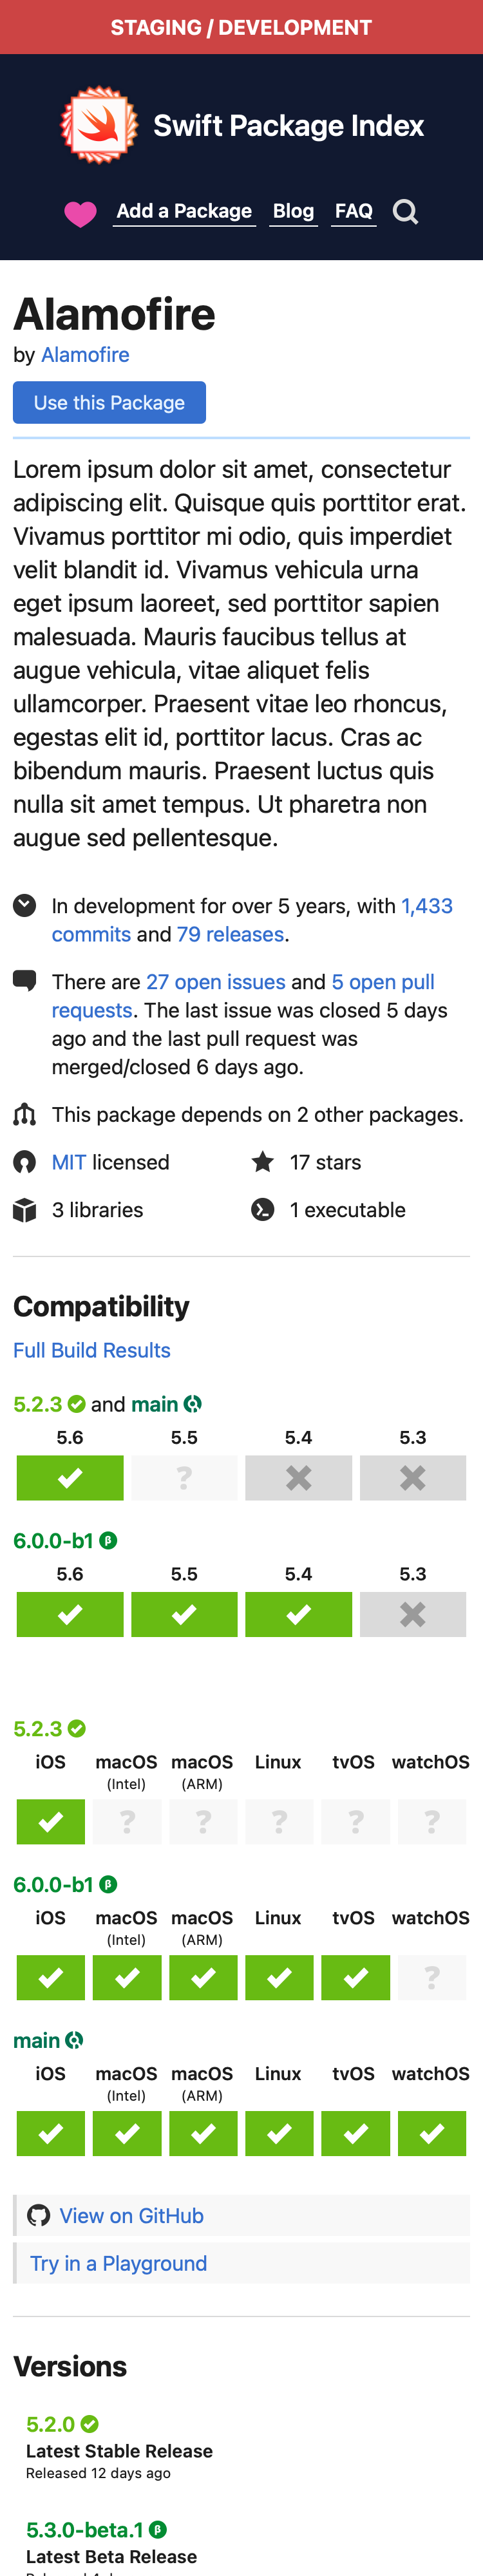 STAGING / DEVELOPMENT
Swift Package Index
Add a Package Blog FAQ
Alamofire
by Alamofire
Use this Package
Lorem ipsum dolor sit amet, consectetur
adipiscing elit. Quisque quis porttitor erat.
Vivamus porttitor mi odio, quis imperdiet
velit blandit id. Vivamus vehicula urna
eget ipsum laoreet, sed porttitor sapien
malesuada. Mauris faucibus tellus at
augue vehicula, vitae aliquet felis
ullamcorper. Praesent vitae leo rhoncus,
egestas elit id, porttitor lacus. Cras ac
bibendum mauris. Praesent luctus quis
nulla sit amet tempus. Ut pharetra non
augue sed pellentesque.
In development for over 5 years, with 1,433
commits and 79 releases.
There are 27 open issues and 5 open pull
requests. The last issue was closed 5 days
ago and the last pull request was
merged/closed 6 days ago.
This package depends on 2 other packages.
MIT licensed 17 stars
3 libraries 1 executable
Compatibility
Full Build Results
5.2.3 and main
5.6 5.5 5.4 5.3
?
6.0.0-b1 β
5.6 5.5 5.4 5.3
5.2.3
iOS macOS macOS Linux tvOS watchOS
(Intel) (ARM)
? ? ? ? ?
6.0.0-b1 β
iOS macOS macOS Linux tvOS watchOS
(Intel) (ARM)
?
main
iOS macOS macOS Linux tvOS watchOS
(Intel) (ARM)
View on GitHub
Try in a Playground
Versions
5.2.0
Latest Stable Release
Released 12 days ago
5.3.0-beta.1 β
Latest Beta Release